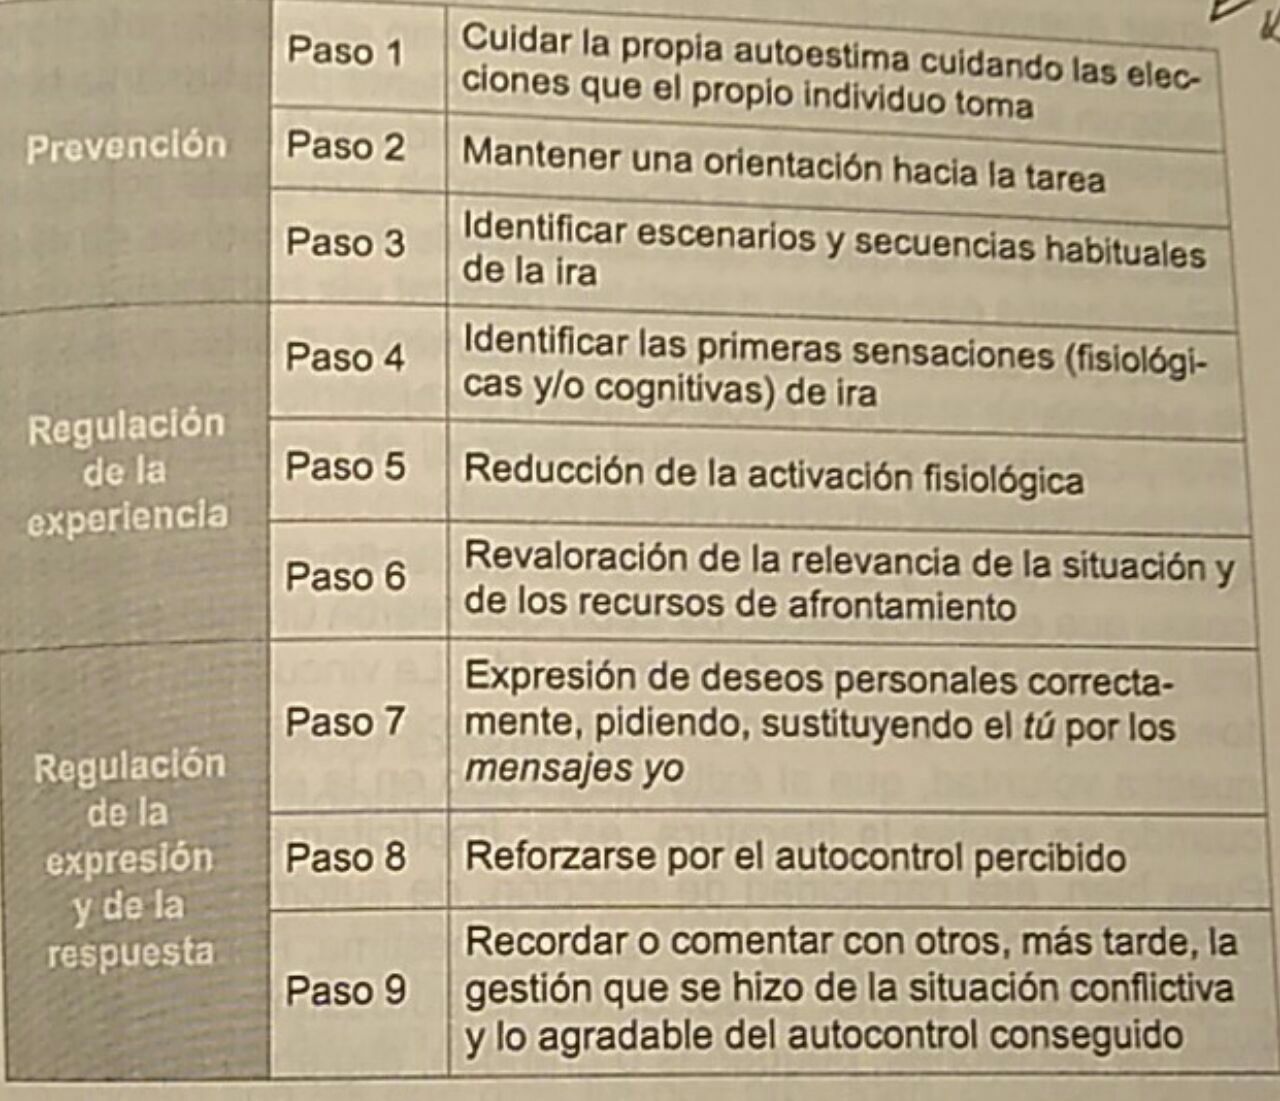 Prevención
Paso 1
Cuidar la propia autoestima cuidando las elec-
ciones que el propio individuo toma
Paso 2
Mantener una orientación hacia la tarea
Paso 3
Identificar escenarios y secuencias habituales
de la ira
Regulación
de la
experiencia
Paso 4
Identificar las primeras sensaciones (fisiológi-
cas y/o cognitivas) de ira
Paso 5
Reducción de la activación fisiológica
Paso 6
Revaloración de la relevancia de la situación y
de los recursos de afrontamiento
Regulación
de la
expresión
y de la
respuesta
Paso 7
Expresión de deseos personales correcta-
mente, pidiendo, sustituyendo el tú por los
mensajes yo
Paso 8
Reforzarse por el autocontrol percibido
Paso 9
Recordar o comentar con otros, más tarde, la
gestión que se hizo de la situación conflictiva
y lo agradable del autocontrol conseguido